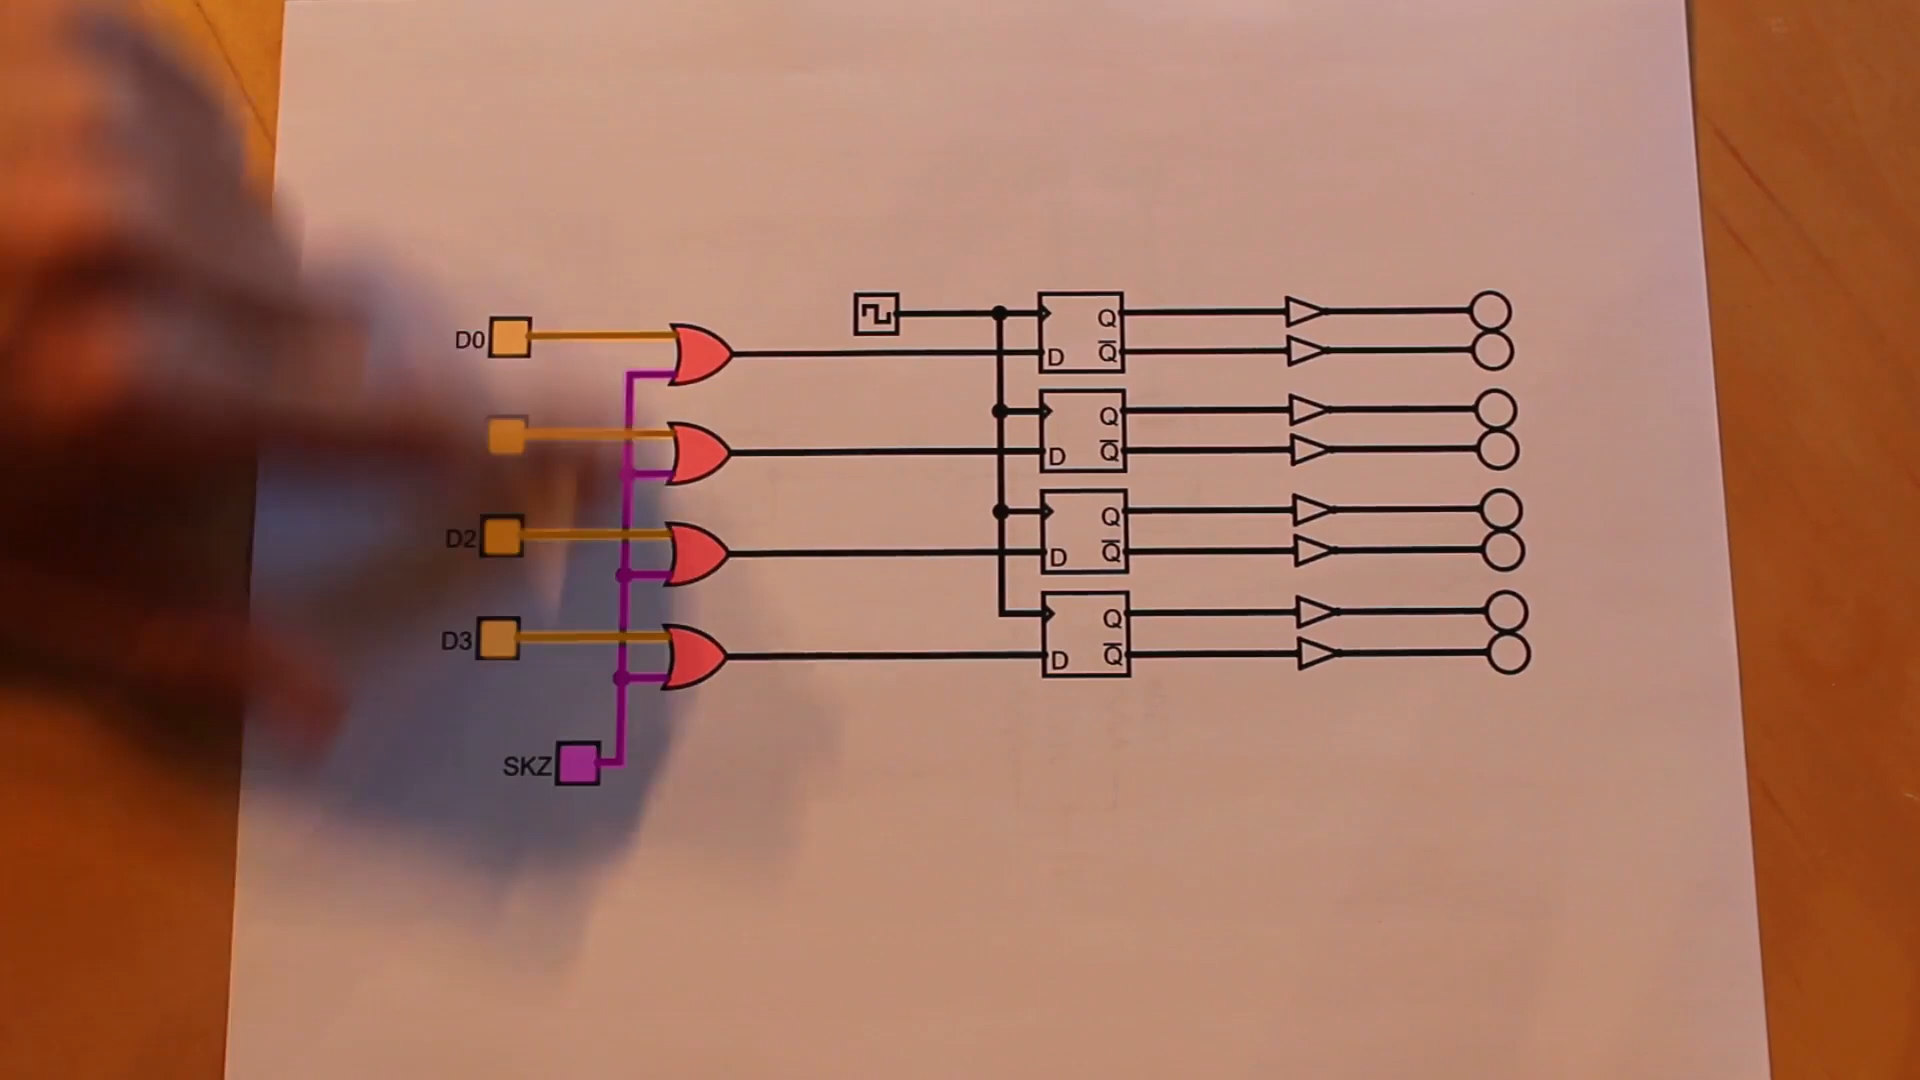 D0
D Q Q̅
D Q Q̅
D2
D Q Q̅
D3
D Q Q̅
SKZ